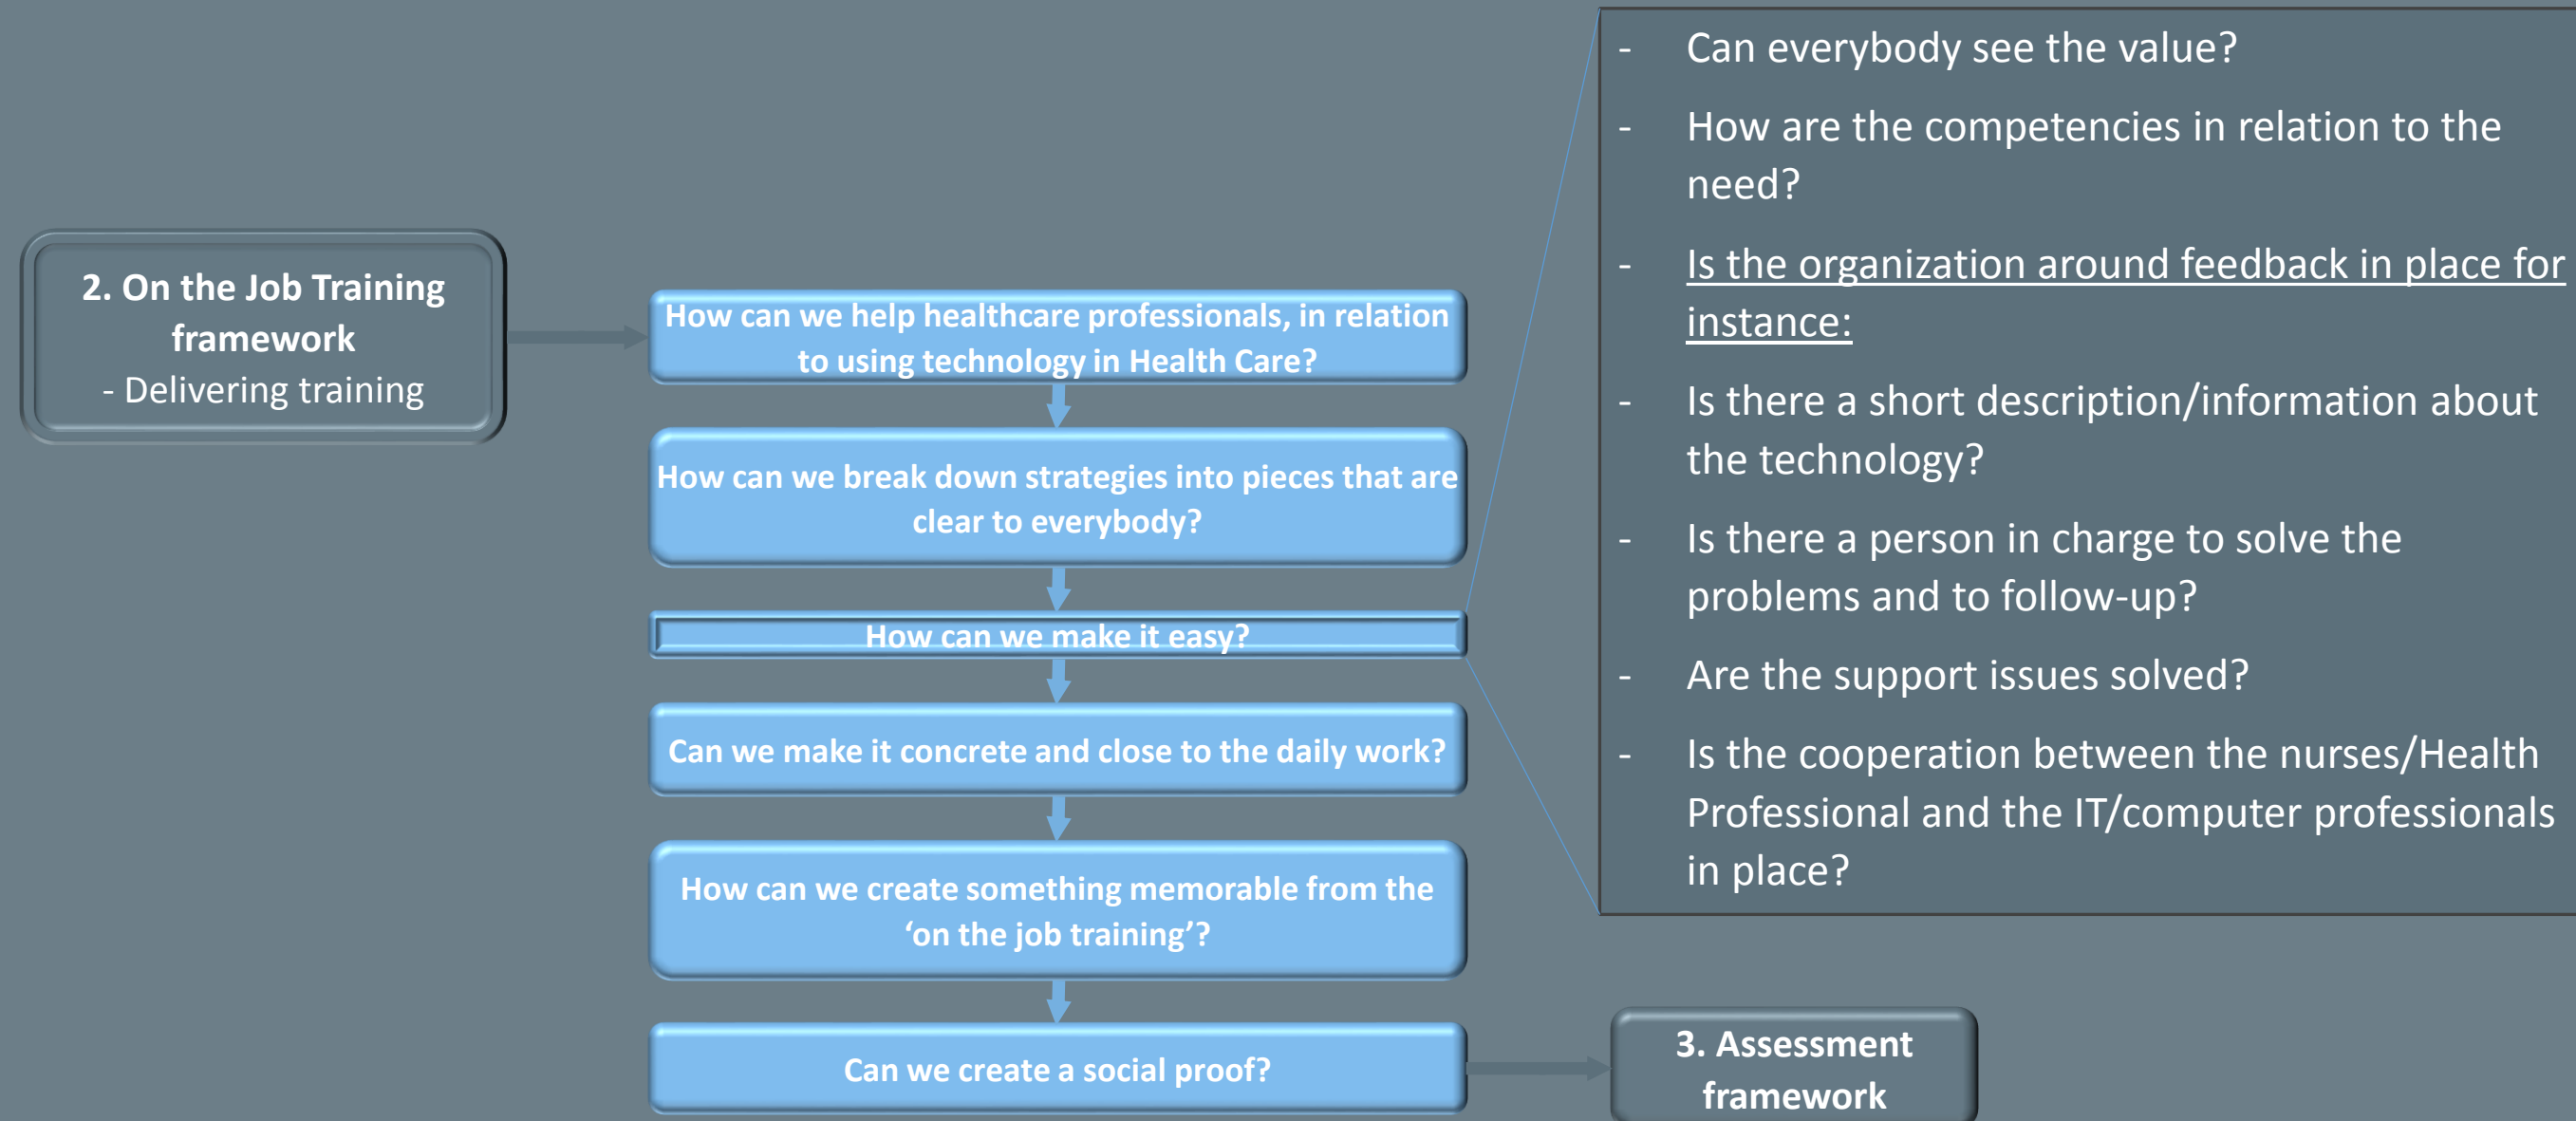 2. On the Job Training
framework
- Delivering training
How can we help healthcare professionals, in relation
to using technology in Health Care?
How can we break down strategies into pieces that are
clear to everybody?
How can we make it easy?
Can we make it concrete and close to the daily work?
How can we create something memorable from the
‘on the job training’?
Can we create a social proof?
- Can everybody see the value?
- How are the competencies in relation to the
need?
- Is the organization around feedback in place for
instance:
- Is there a short description/information about
the technology?
- Is there a person in charge to solve the
problems and to follow-up?
- Are the support issues solved?
- Is the cooperation between the nurses/Health
Professional and the IT/computer professionals
in place?
3. Assessment
framework